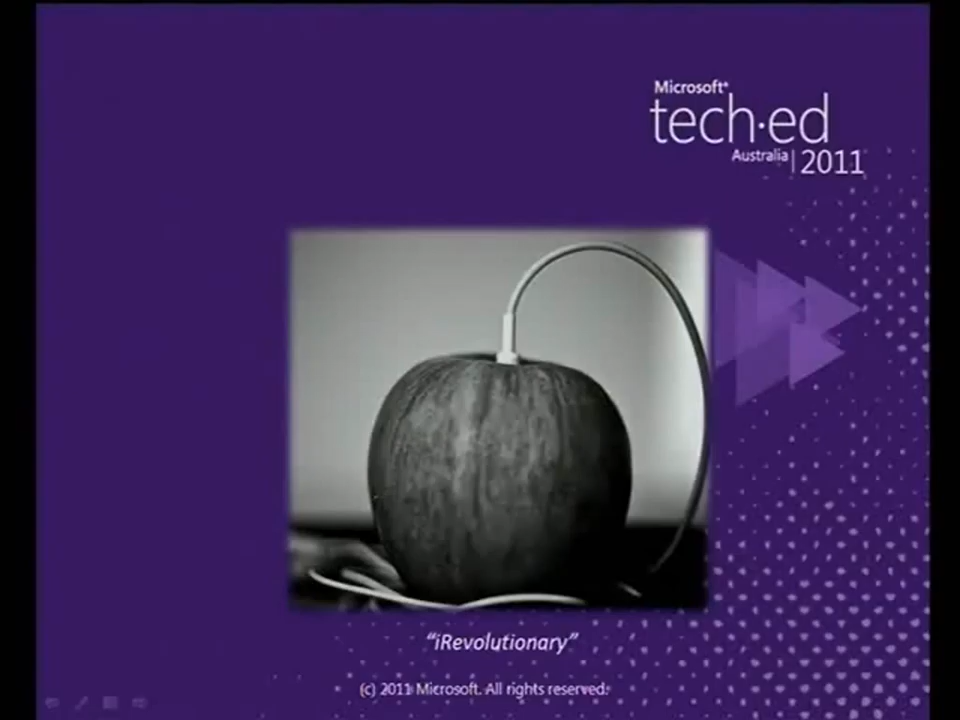 Microsoft®
tech·ed
Australia | 2011
"iRevolutionary"
(c) 2011 Microsoft. All rights reserved.